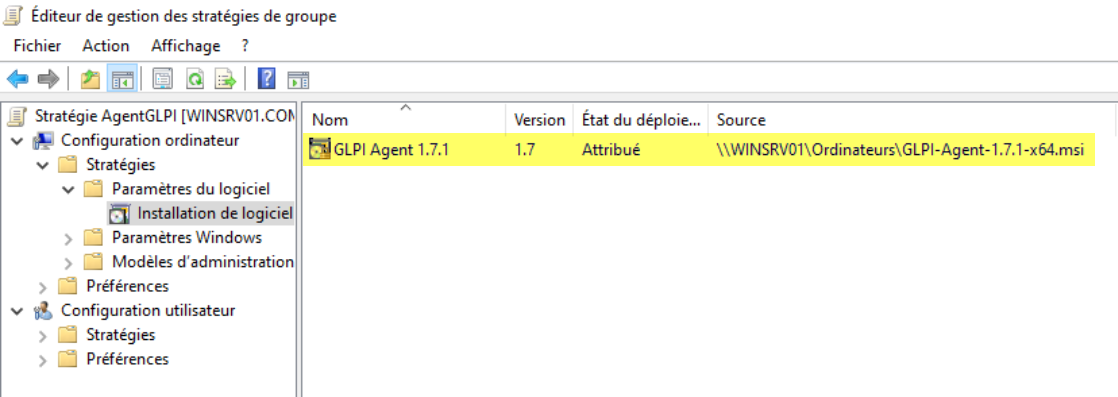 Éditeur de gestion des stratégies de groupe
Fichier Action Affichage ?
Stratégie AgentGLPI [WINSRV01.CON
Configuration ordinateur
Stratégies
Paramètres du logiciel
Installation de logiciel
Paramètres Windows
Modèles d'administration
Préférences
Configuration utilisateur
Stratégies
Préférences
Nom Version État du déploie... Source
GLPI Agent 1.7.1 1.7 Attribué \\WINSRV01\Ordinateurs\GLPI-Agent-1.7.1-x64.msi